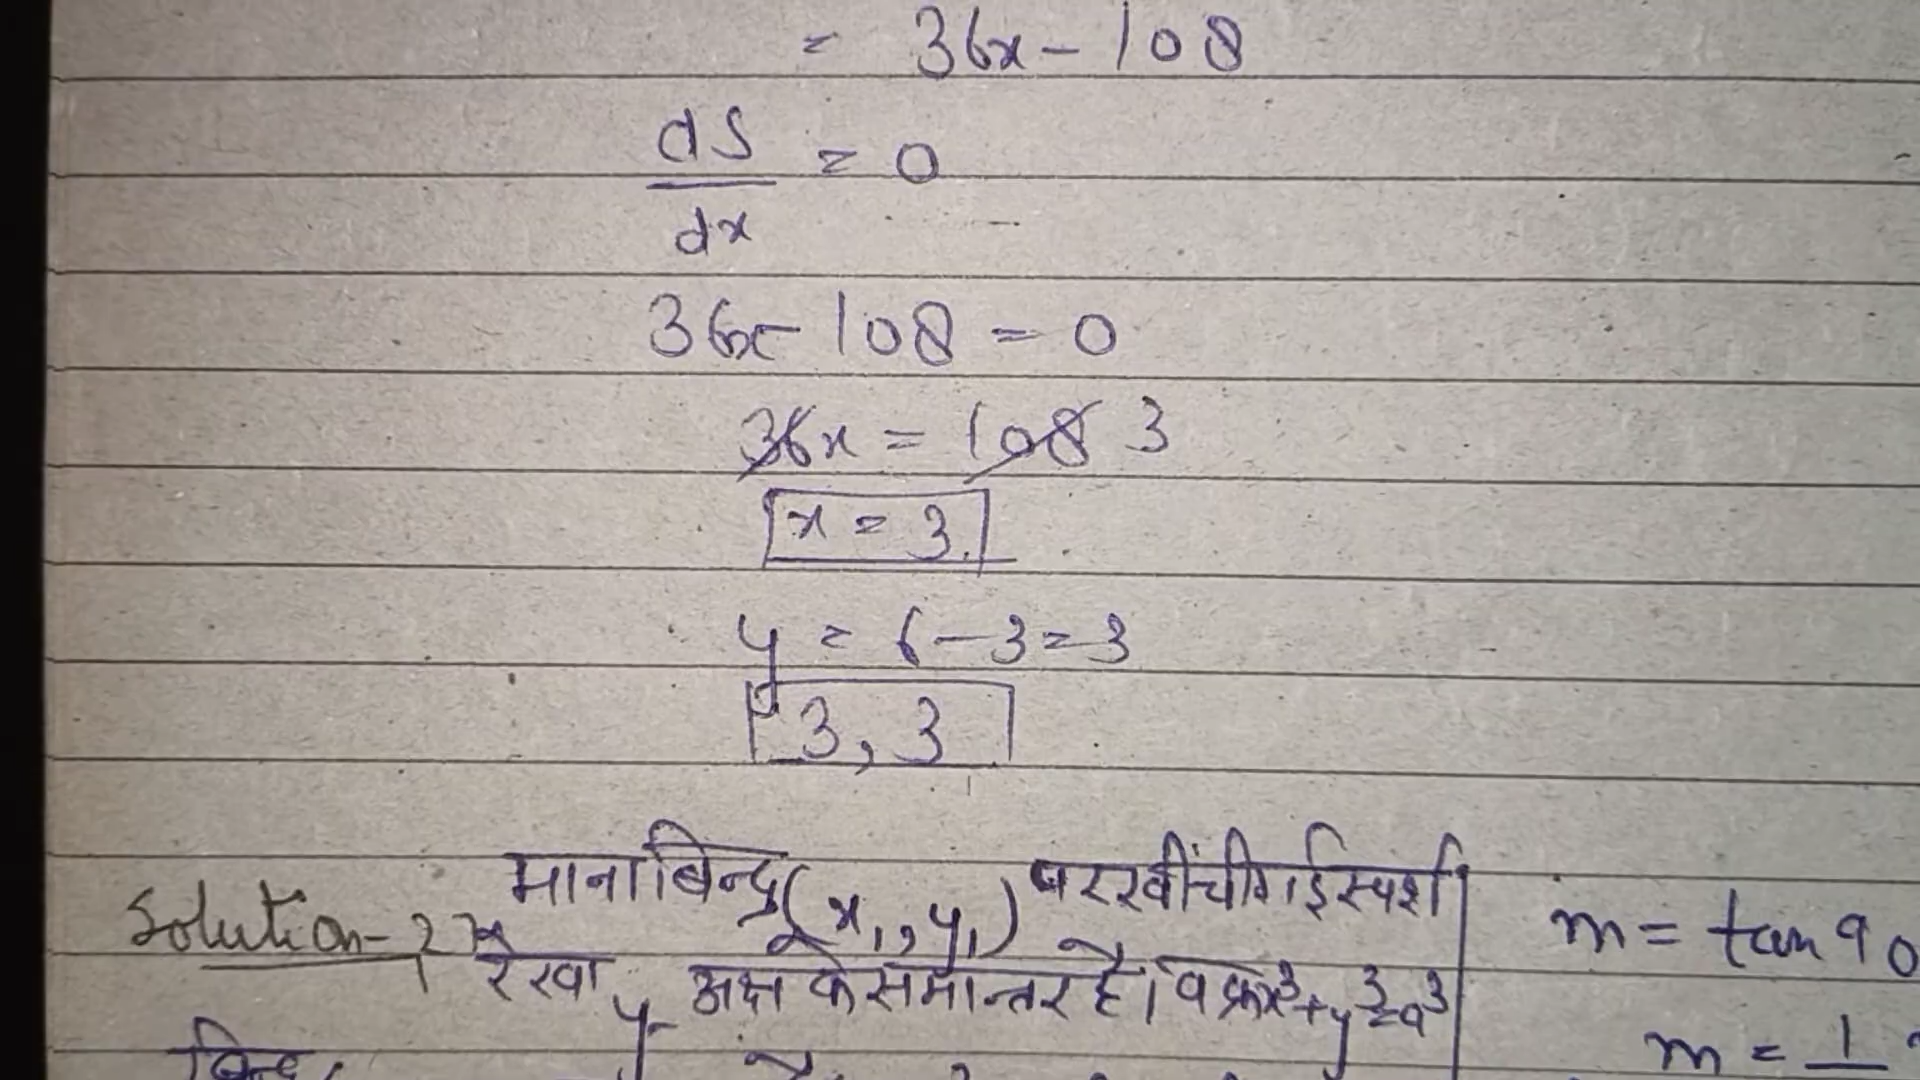 = 36x - 108
dS/dx = 0
36x - 108 = 0
36x = 108 3
x = 3.
y = 6 - 3 = 3
3, 3
माना बिन्दु (x₁, y₁) पर खींची गई स्पर्श
Solution-2
रेखा y अक्ष के समान्तर है। वक्र x³ + y³ = a³
m = tan 90
बिन्दु
m = 1